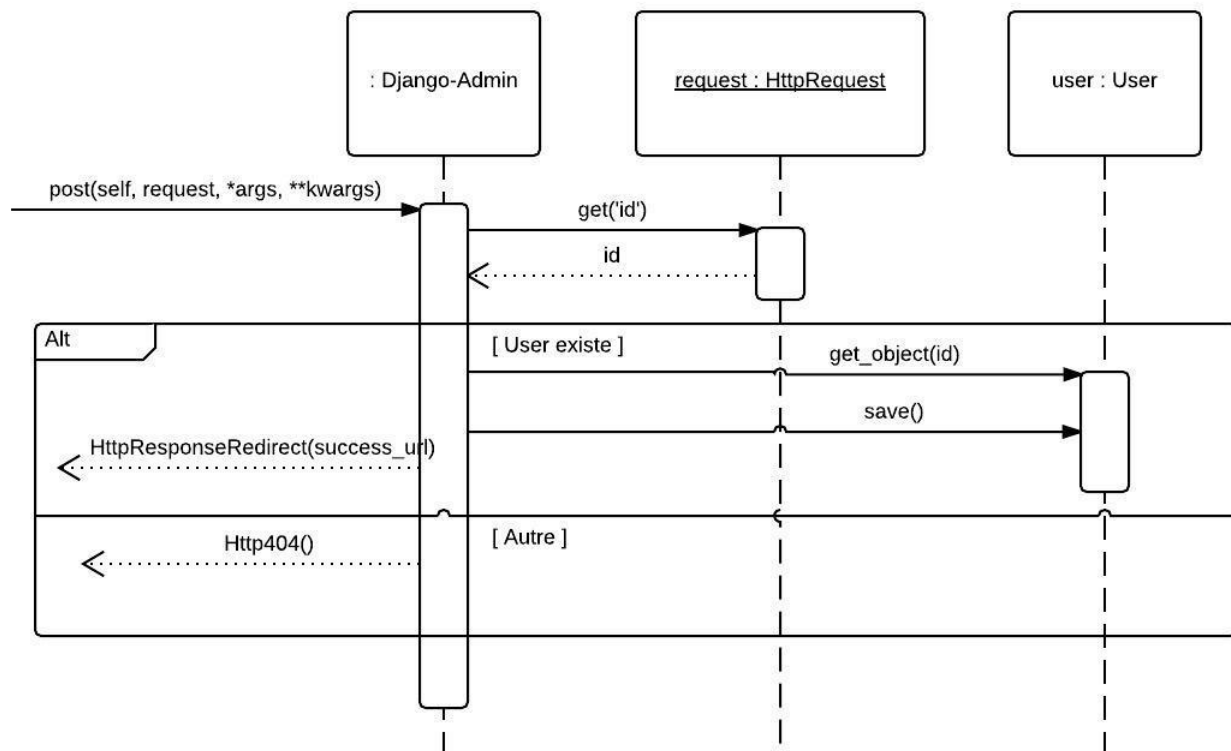 : Django-Admin
request : HttpRequest
user : User
post(self, request, *args, **kwargs)
get('id')
id
Alt
[ User existe ]
get_object(id)
save()
HttpResponseRedirect(success_url)
[ Autre ]
Http404()